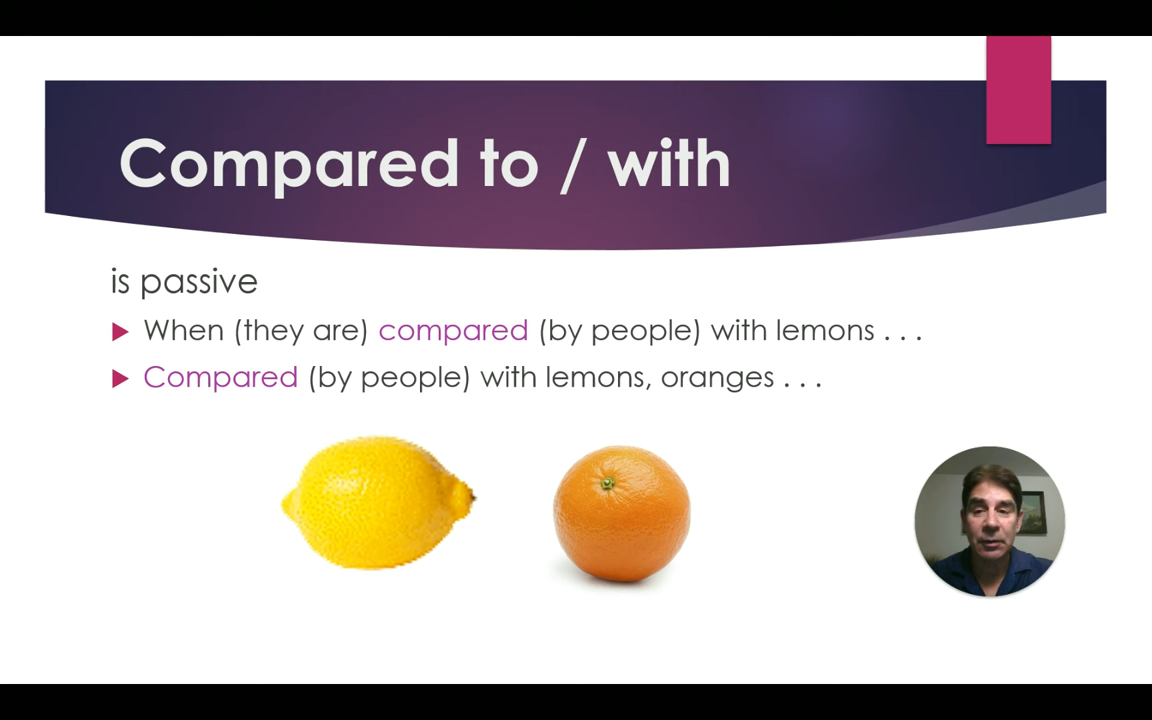 Compared to / with
is passive
When (they are) compared (by people) with lemons . . .
Compared (by people) with lemons, oranges . . .